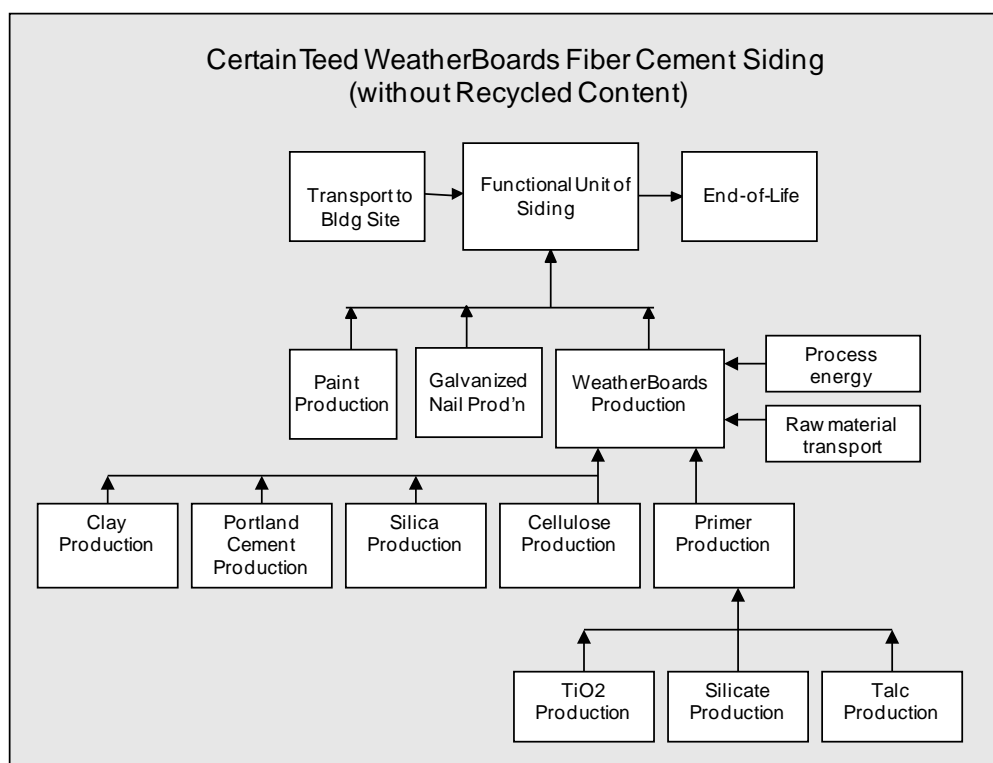 CertainTeed WeatherBoards Fiber Cement Siding
(without Recycled Content)
Transport to
Bldg Site
Functional Unit of
Siding
End-of-Life
Paint
Production
Galvanized
Nail Prod'n
WeatherBoards
Production
Process
energy
Raw material
transport
Clay
Production
Portland
Cement
Production
Silica
Production
Cellulose
Production
Primer
Production
TiO2
Production
Silicate
Production
Talc
Production